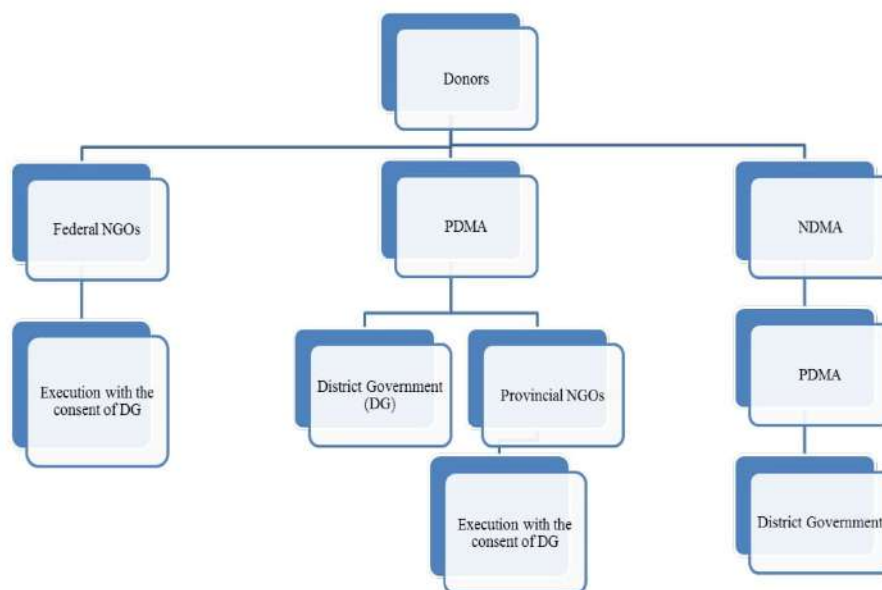 Donors
Federal NGOs
PDMA
NDMA
Execution with the
consent of DG
District Government
(DG)
Provincial NGOs
PDMA
Execution with the
consent of DG
District Government